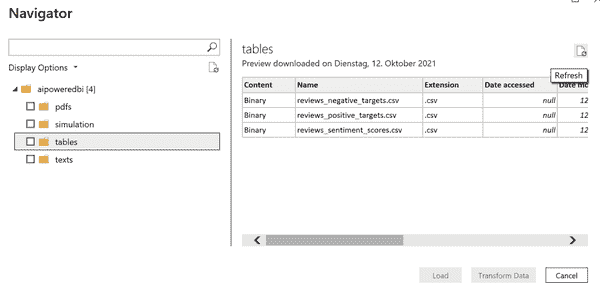 Navigator
Display Options
aipoweredbi [4]
pdfs
simulation
tables
texts
tables
Preview downloaded on Dienstag, 12. Oktober 2021
Refresh
Content Name Extension Date accessed Date mo
Binary reviews_negative_targets.csv .csv null 12
Binary reviews_positive_targets.csv .csv null 12
Binary reviews_sentiment_scores.csv .csv null 12
Load Transform Data Cancel